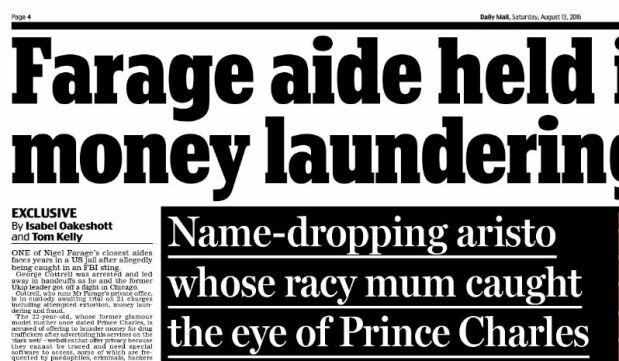 Page 4
Daily Mail, Saturday, August 13, 2016
Farage aide held i
money laundering
EXCLUSIVE
By Isabel Oakeshott
and Tom Kelly
Name-dropping aristo
whose racy mum caught
the eye of Prince Charles
ONE of Nigel Farage's closest aides
faces years in a US jail after allegedly
being caught in an FBI sting.
George Cottrell was arrested and led
away in handcuffs as he and the former
Ukip leader got off a flight in Chicago.
Cottrell, who runs Mr Farage's private office,
is in custody awaiting trial on 21 charges
including attempted extortion, money laun-
dering and fraud.
The 22-year-old, whose former glamour
model mother once dated Prince Charles, is
accused of offering to launder money for drug
traffickers after advertising his services on the
'dark web' – websites that offer privacy because
they cannot be traced and need special
software to access, some of which are fre-
quented by paedophiles, criminals, hackers